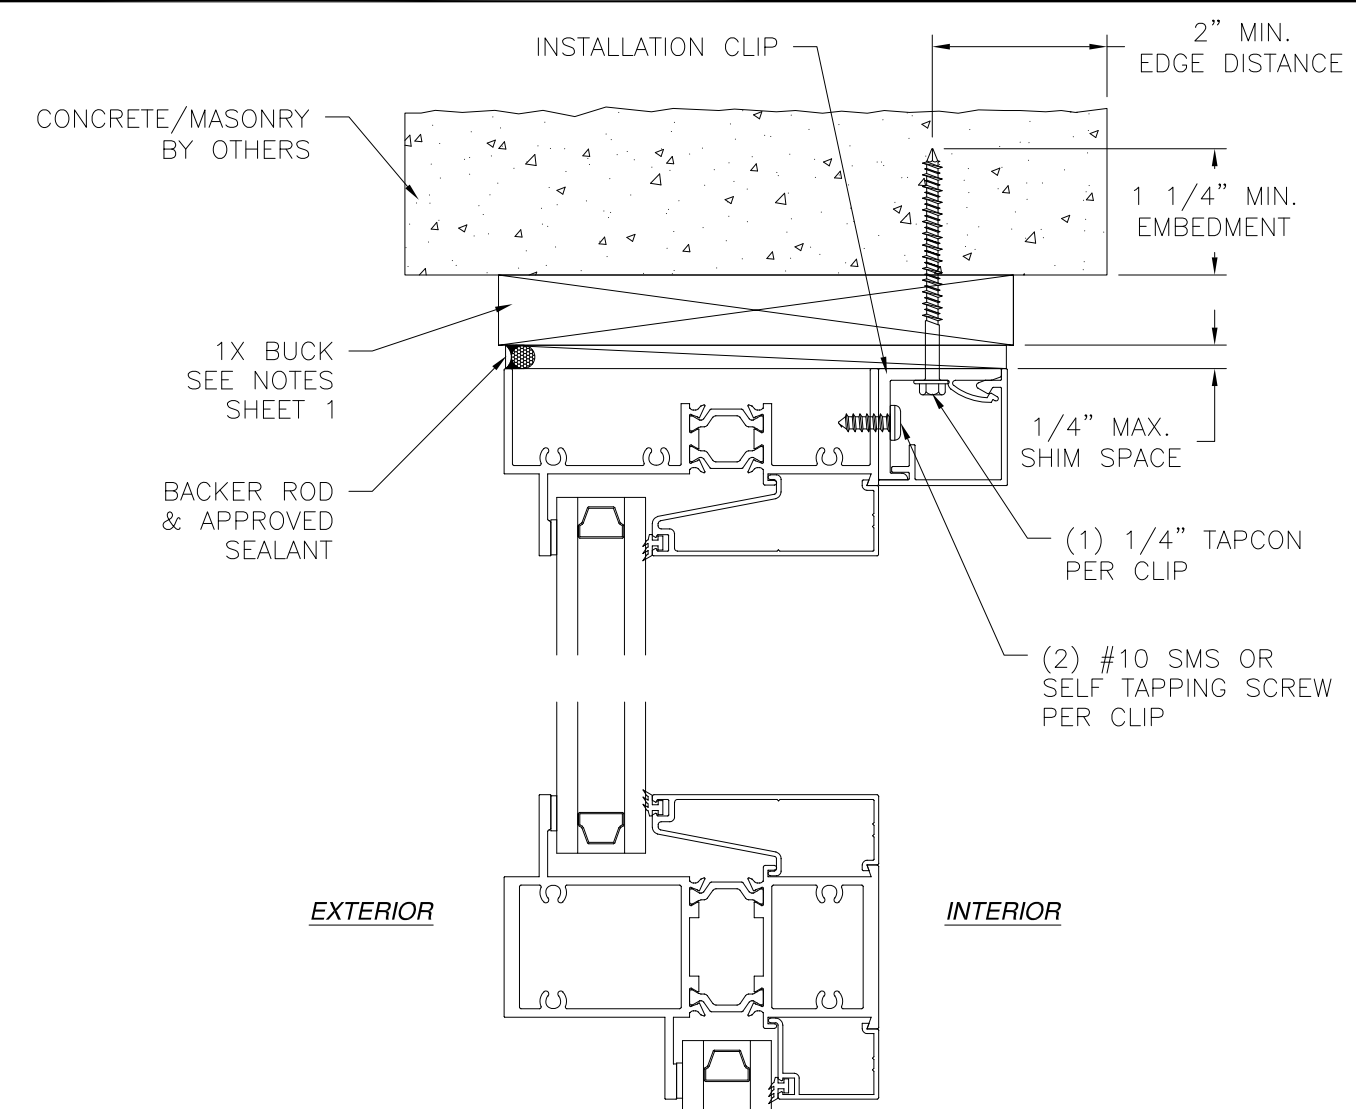 INSTALLATION CLIP
2” MIN.
EDGE DISTANCE
CONCRETE/MASONRY
BY OTHERS
1 1/4” MIN.
EMBEDMENT
1X BUCK
SEE NOTES
SHEET 1
1/4” MAX.
SHIM SPACE
BACKER ROD
& APPROVED
SEALANT
(1) 1/4” TAPCON
PER CLIP
(2) #10 SMS OR
SELF TAPPING SCREW
PER CLIP
EXTERIOR
INTERIOR